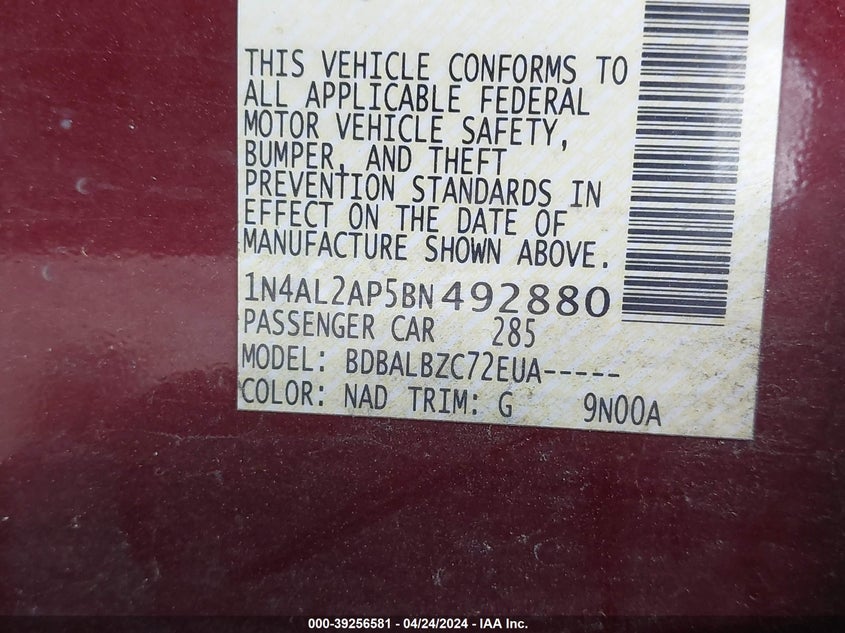 THIS VEHICLE CONFORMS TO
ALL APPLICABLE FEDERAL
MOTOR VEHICLE SAFETY,
BUMPER, AND THEFT
PREVENTION STANDARDS IN
EFFECT ON THE DATE OF
MANUFACTURE SHOWN ABOVE.
1N4AL2AP5BN492880
PASSENGER CAR 285
MODEL: BDBALBZC72EUA-----
COLOR: NAD TRIM: G 9N00A
000-39256581 - 04/24/2024 - IAA Inc.